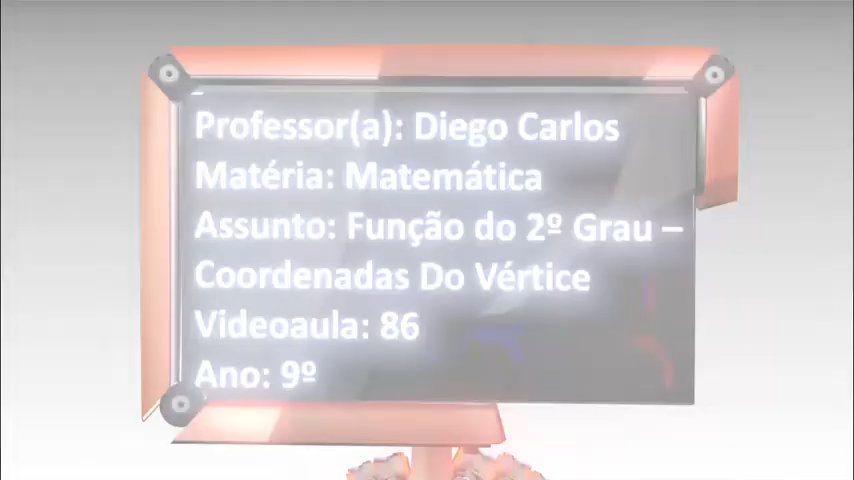 Professor(a): Diego Carlos
Matéria: Matemática
Assunto: Função do 2º Grau –
Coordenadas Do Vértice
Videoaula: 86
Ano: 9º